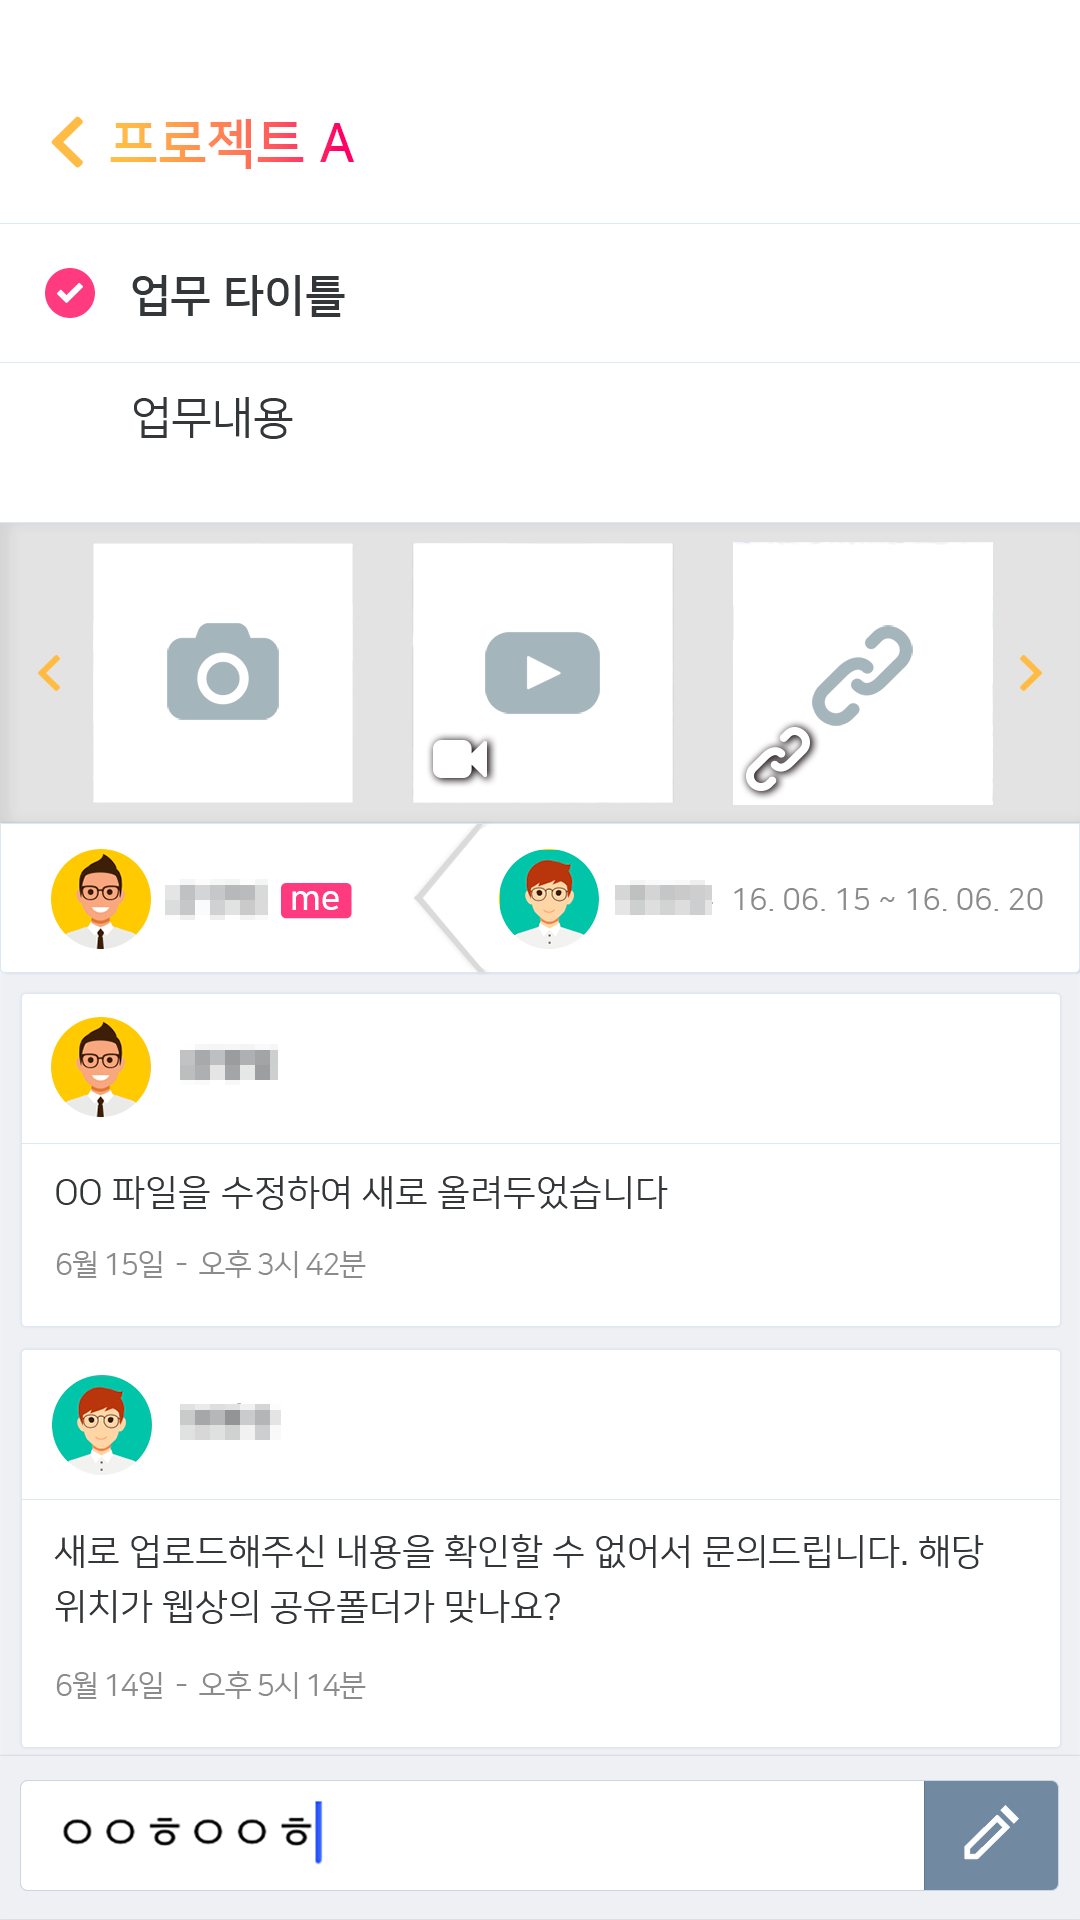 프로젝트 A
업무 타이틀
업무내용
me
16. 06. 15 ~ 16. 06. 20
OO 파일을 수정하여 새로 올려두었습니다
6월 15일 - 오후 3시 42분
새로 업로드해주신 내용을 확인할 수 없어서 문의드립니다. 해당
위치가 웹상의 공유폴더가 맞나요?
6월 14일 - 오후 5시 14분
ㅇㅇㅎㅇㅇㅎ